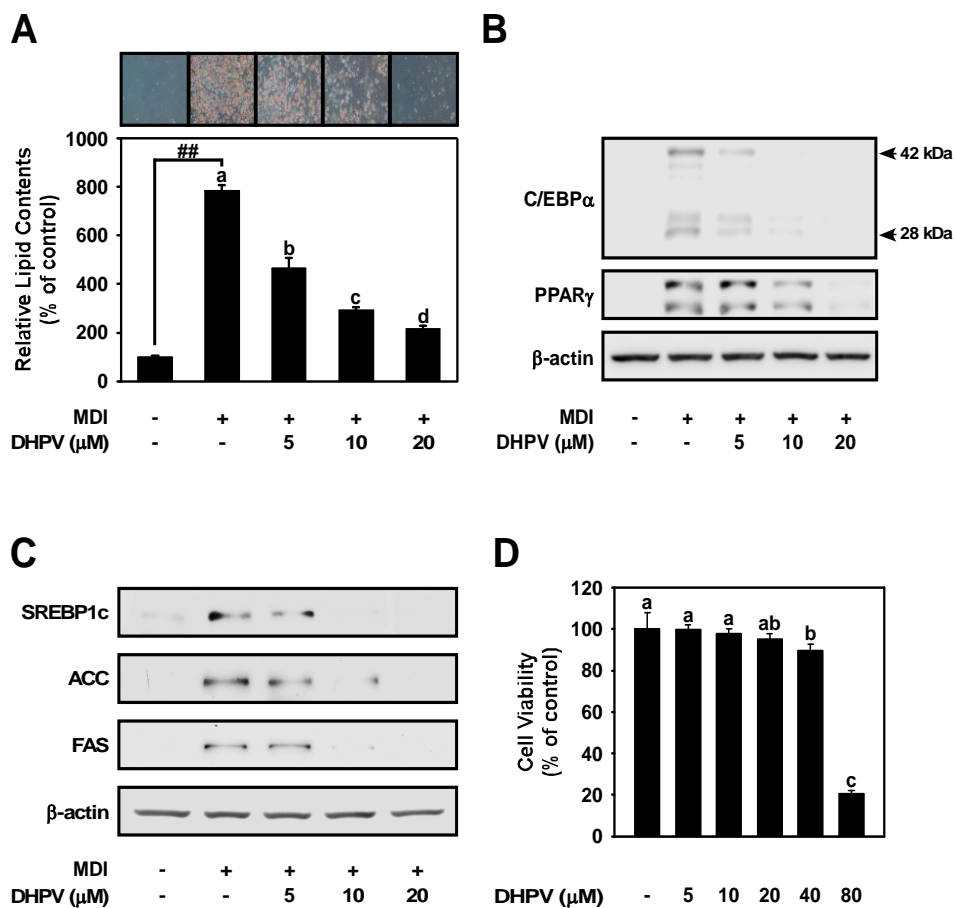 A
##
a
b
c
d
1000
800
600
400
200
0
Relative Lipid Contents
(% of control)
MDI - + + + +
DHPV (μM) - - 5 10 20
B
C/EBPα
42 kDa
28 kDa
PPARγ
β-actin
MDI - + + + +
DHPV (μM) - - 5 10 20
C
SREBP1c
ACC
FAS
β-actin
MDI - + + + +
DHPV (μM) - - 5 10 20
D
120
100
80
60
40
20
0
Cell Viability
(% of control)
a a a ab b c
DHPV (μM) - 5 10 20 40 80